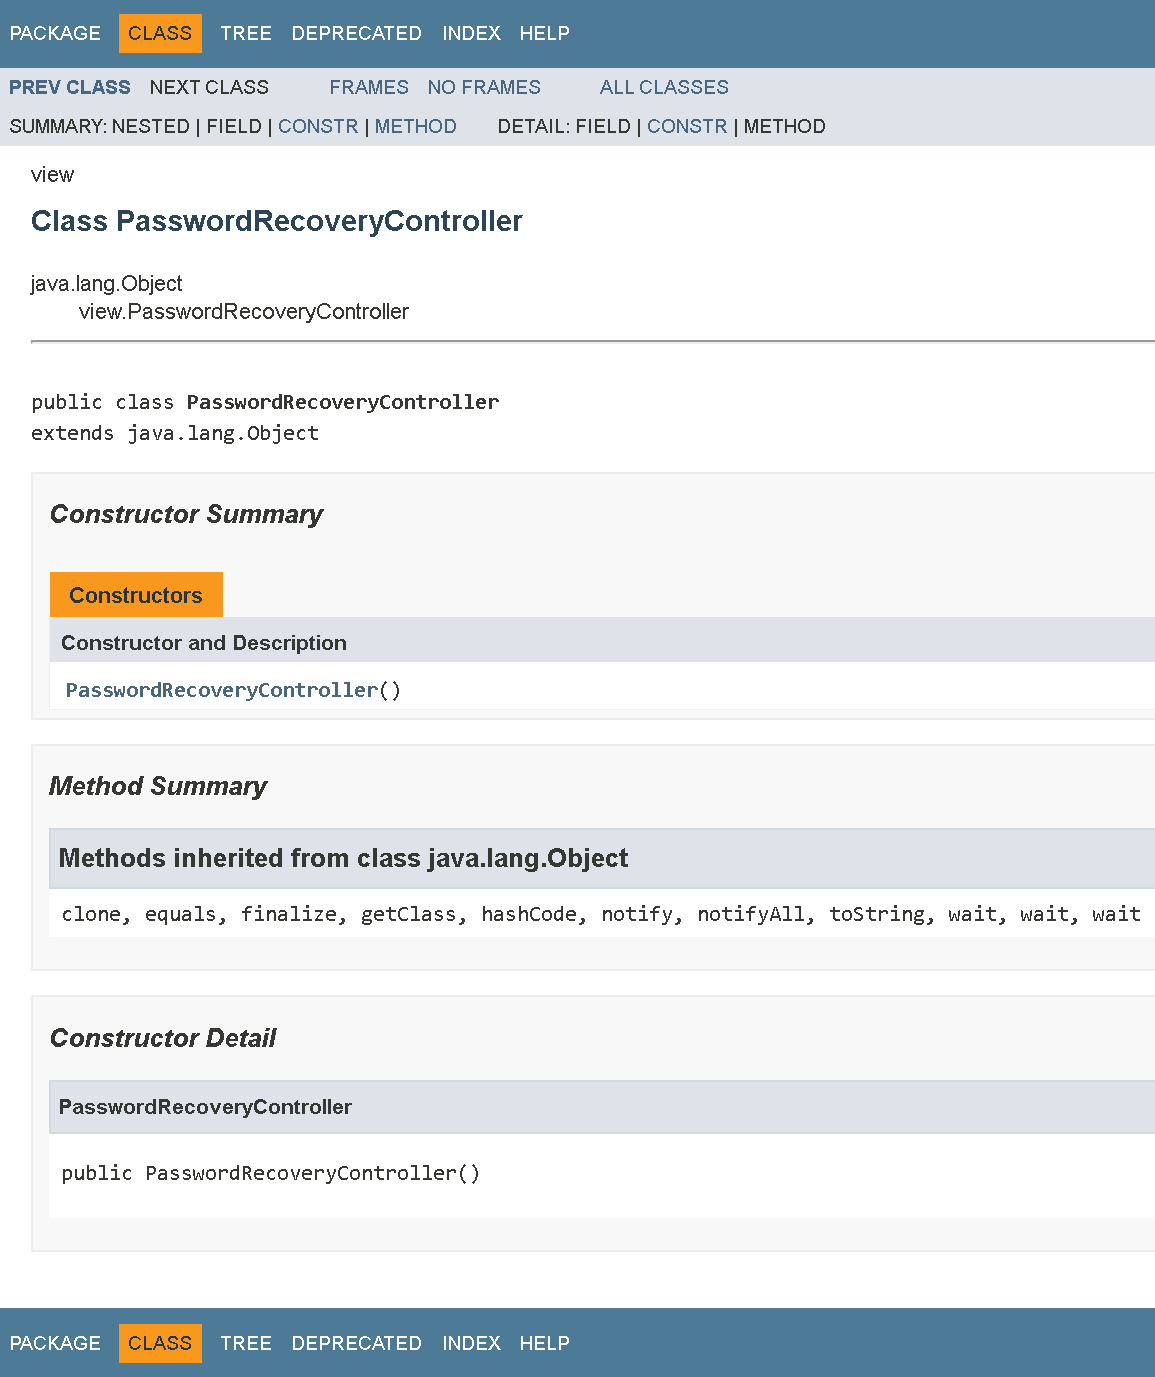 PACKAGE CLASS TREE DEPRECATED INDEX HELP
PREV CLASS NEXT CLASS FRAMES NO FRAMES ALL CLASSES
SUMMARY: NESTED | FIELD | CONSTR | METHOD DETAIL: FIELD | CONSTR | METHOD
view
Class PasswordRecoveryController
java.lang.Object
view.PasswordRecoveryController
public class PasswordRecoveryController
extends java.lang.Object
Constructor Summary
Constructors
Constructor and Description
PasswordRecoveryController()
Method Summary
Methods inherited from class java.lang.Object
clone, equals, finalize, getClass, hashCode, notify, notifyAll, toString, wait, wait, wait
Constructor Detail
PasswordRecoveryController
public PasswordRecoveryController()
PACKAGE CLASS TREE DEPRECATED INDEX HELP